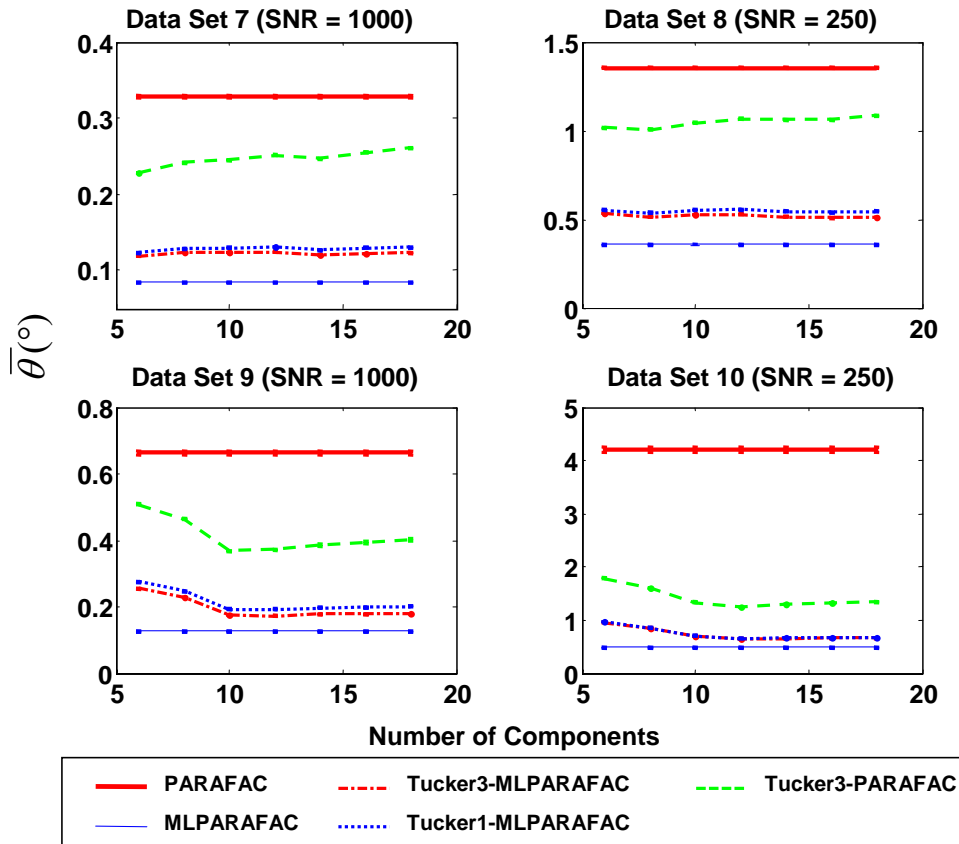 Data Set 7 (SNR = 1000)
0.4
0.3
0.2
0.1
5 10 15 20
Data Set 8 (SNR = 250)
1.5
1
0.5
0
5 10 15 20
θ(°)
Data Set 9 (SNR = 1000)
0.8
0.6
0.4
0.2
0
5 10 15 20
Data Set 10 (SNR = 250)
5
4
3
2
1
0
5 10 15 20
Number of Components
PARAFAC Tucker3-MLPARAFAC Tucker3-PARAFAC
MLPARAFAC Tucker1-MLPARAFAC